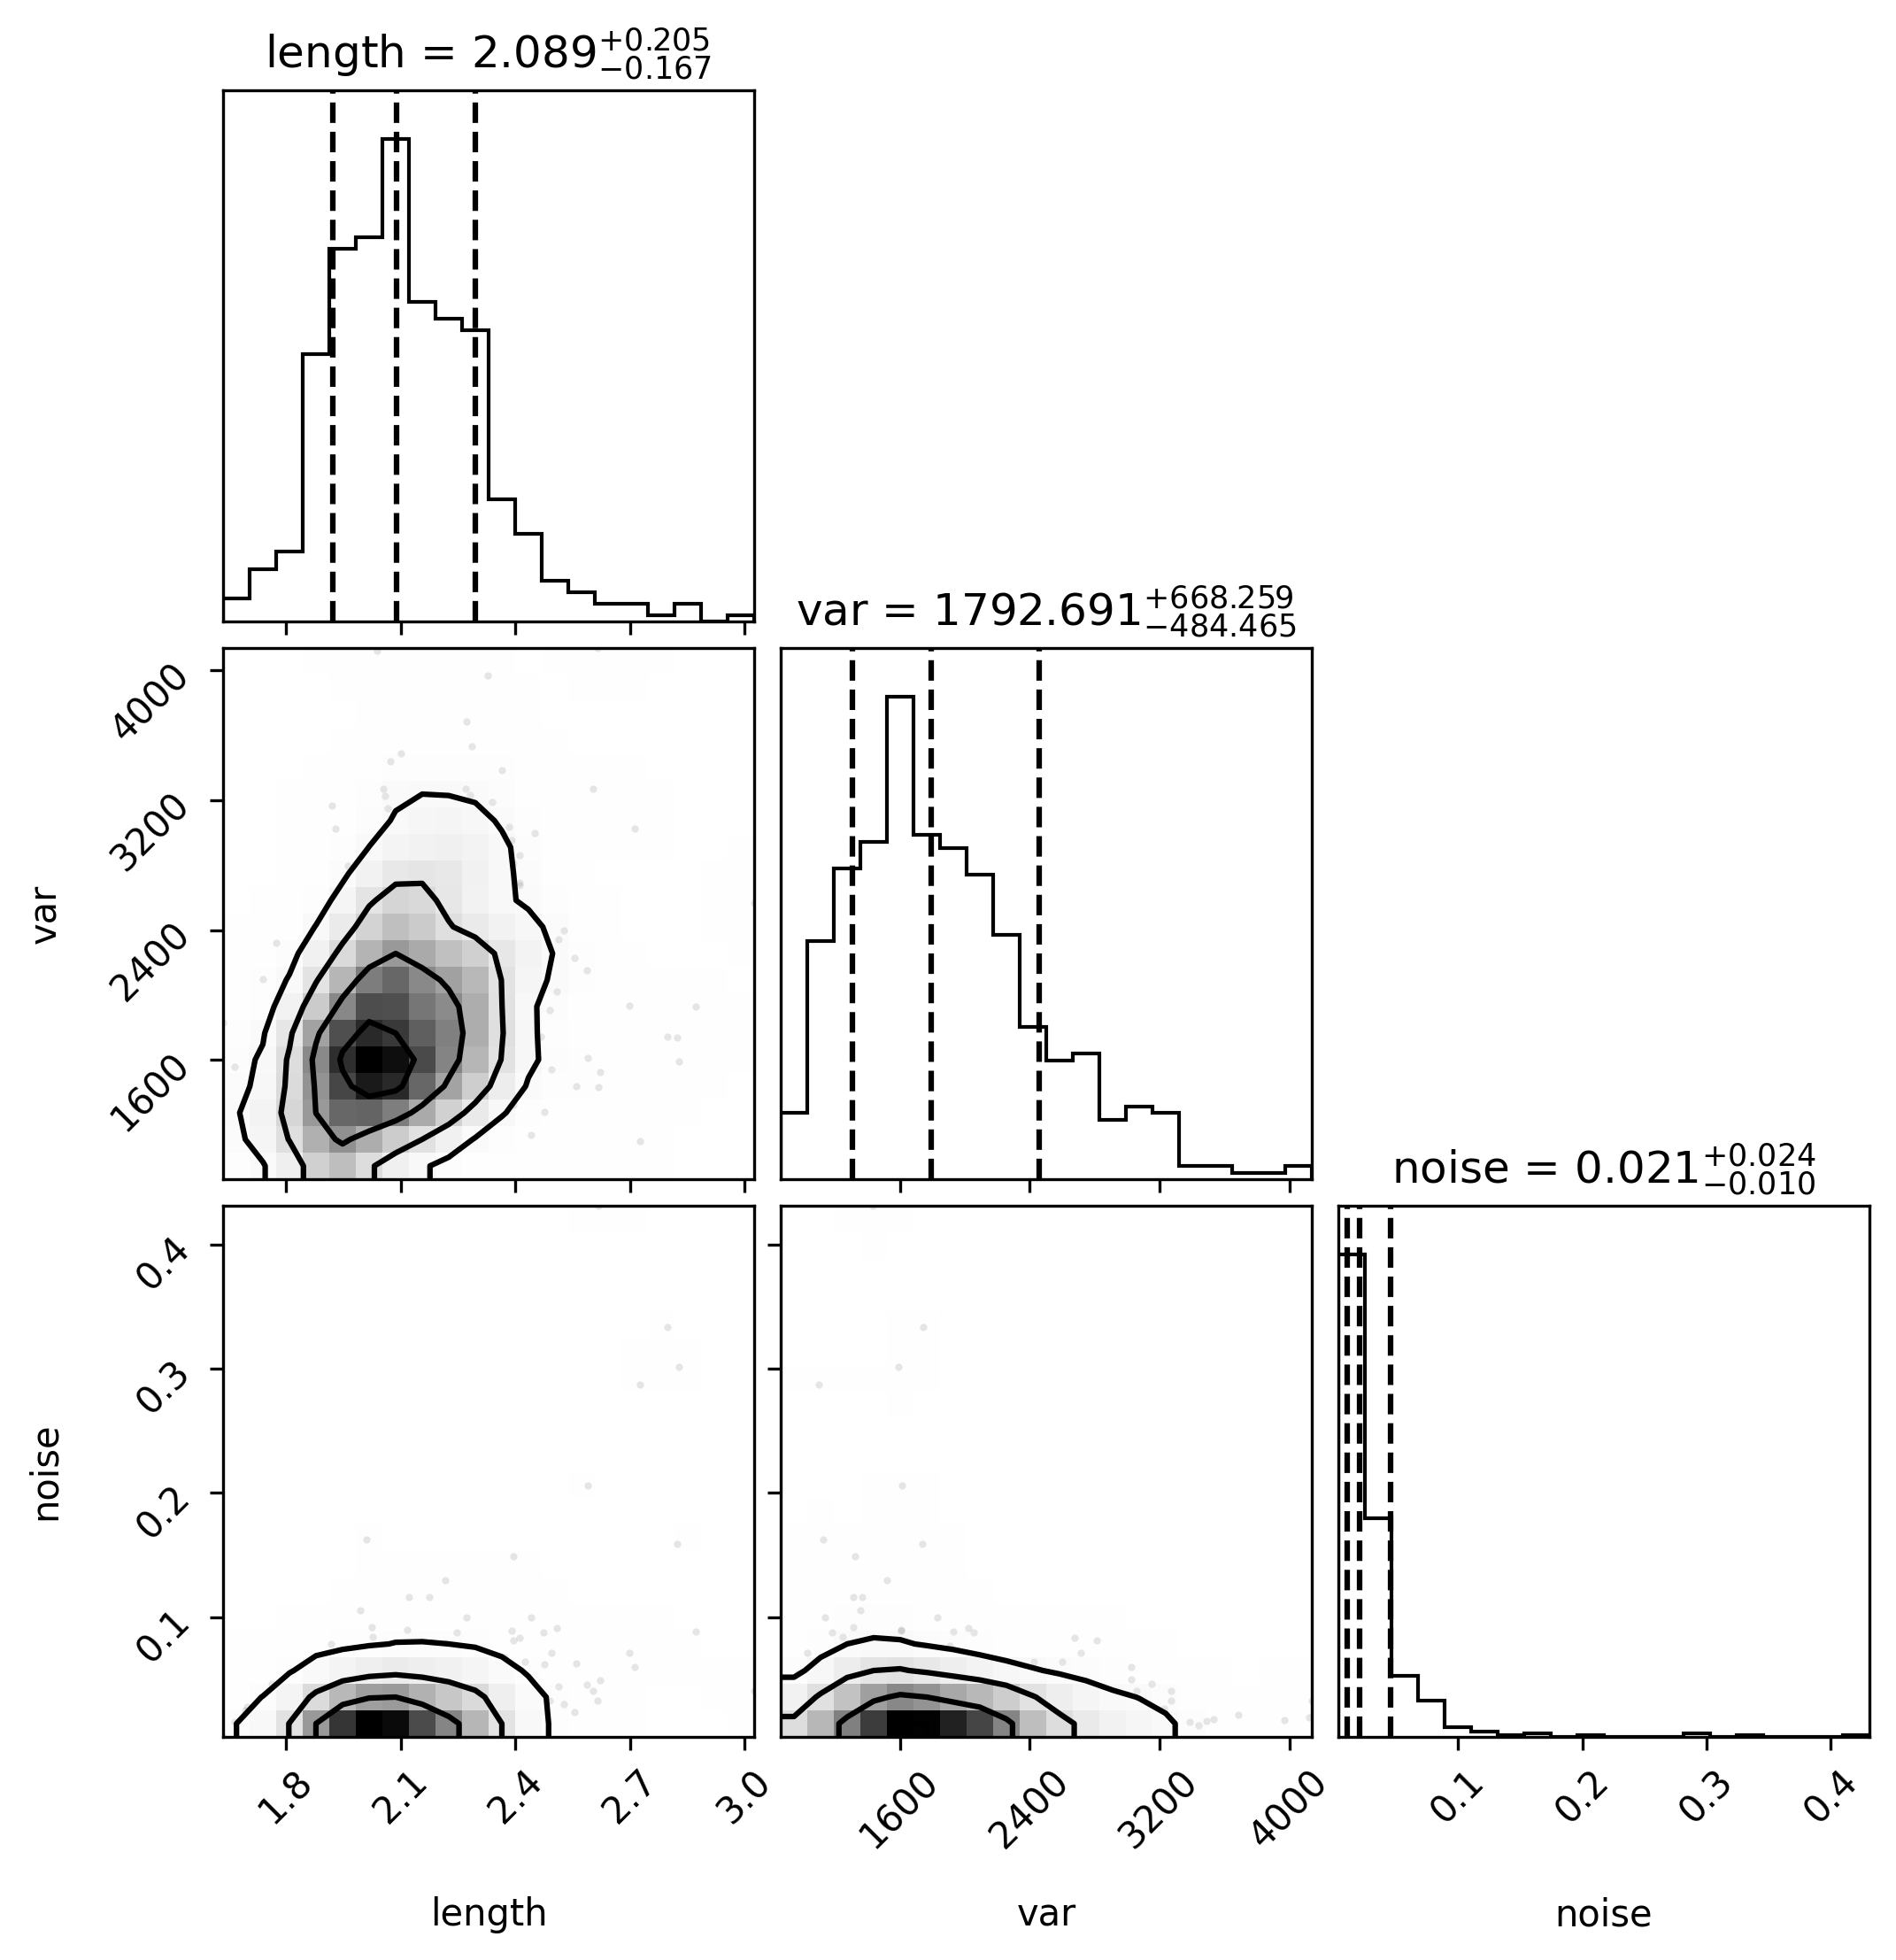 length = 2.089 +0.205 −0.167
var = 1792.691 +668.259 −484.465
4000
3200
2400
1600
var
noise = 0.021 +0.024 −0.010
0.4
0.3
0.2
0.1
noise
1.8 2.1 2.4 2.7 3.0 1600 2400 3200 4000 0.1 0.2 0.3 0.4
length var noise